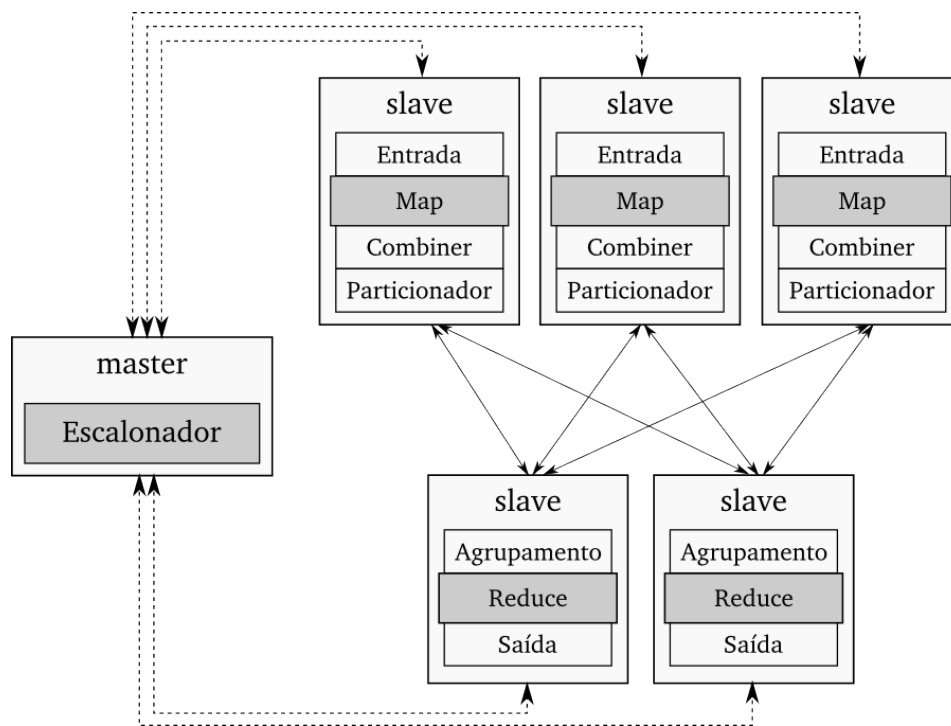 slave
Entrada
Map
Combiner
Particionador
slave
Entrada
Map
Combiner
Particionador
slave
Entrada
Map
Combiner
Particionador
master
Escalonador
slave
Agrupamento
Reduce
Saída
slave
Agrupamento
Reduce
Saída